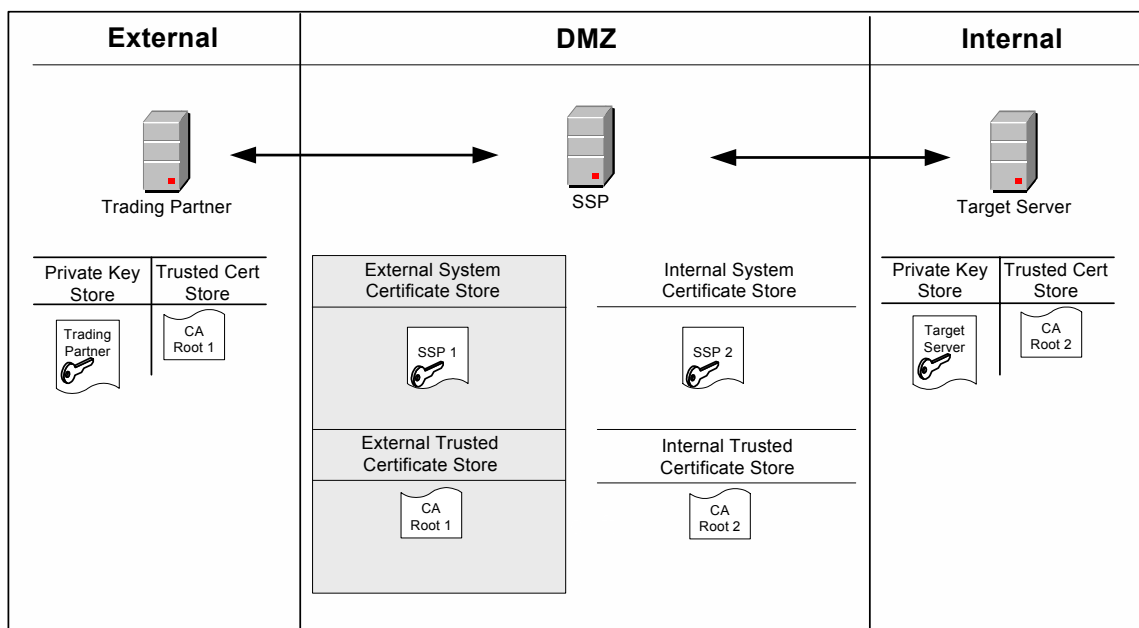 External
DMZ
Internal
Trading Partner
SSP
Target Server
Private Key
Store
Trusted Cert
Store
Trading
Partner
CA
Root 1
External System
Certificate Store
SSP 1
External Trusted
Certificate Store
CA
Root 1
Internal System
Certificate Store
SSP 2
Internal Trusted
Certificate Store
CA
Root 2
Private Key
Store
Trusted Cert
Store
Target
Server
CA
Root 2